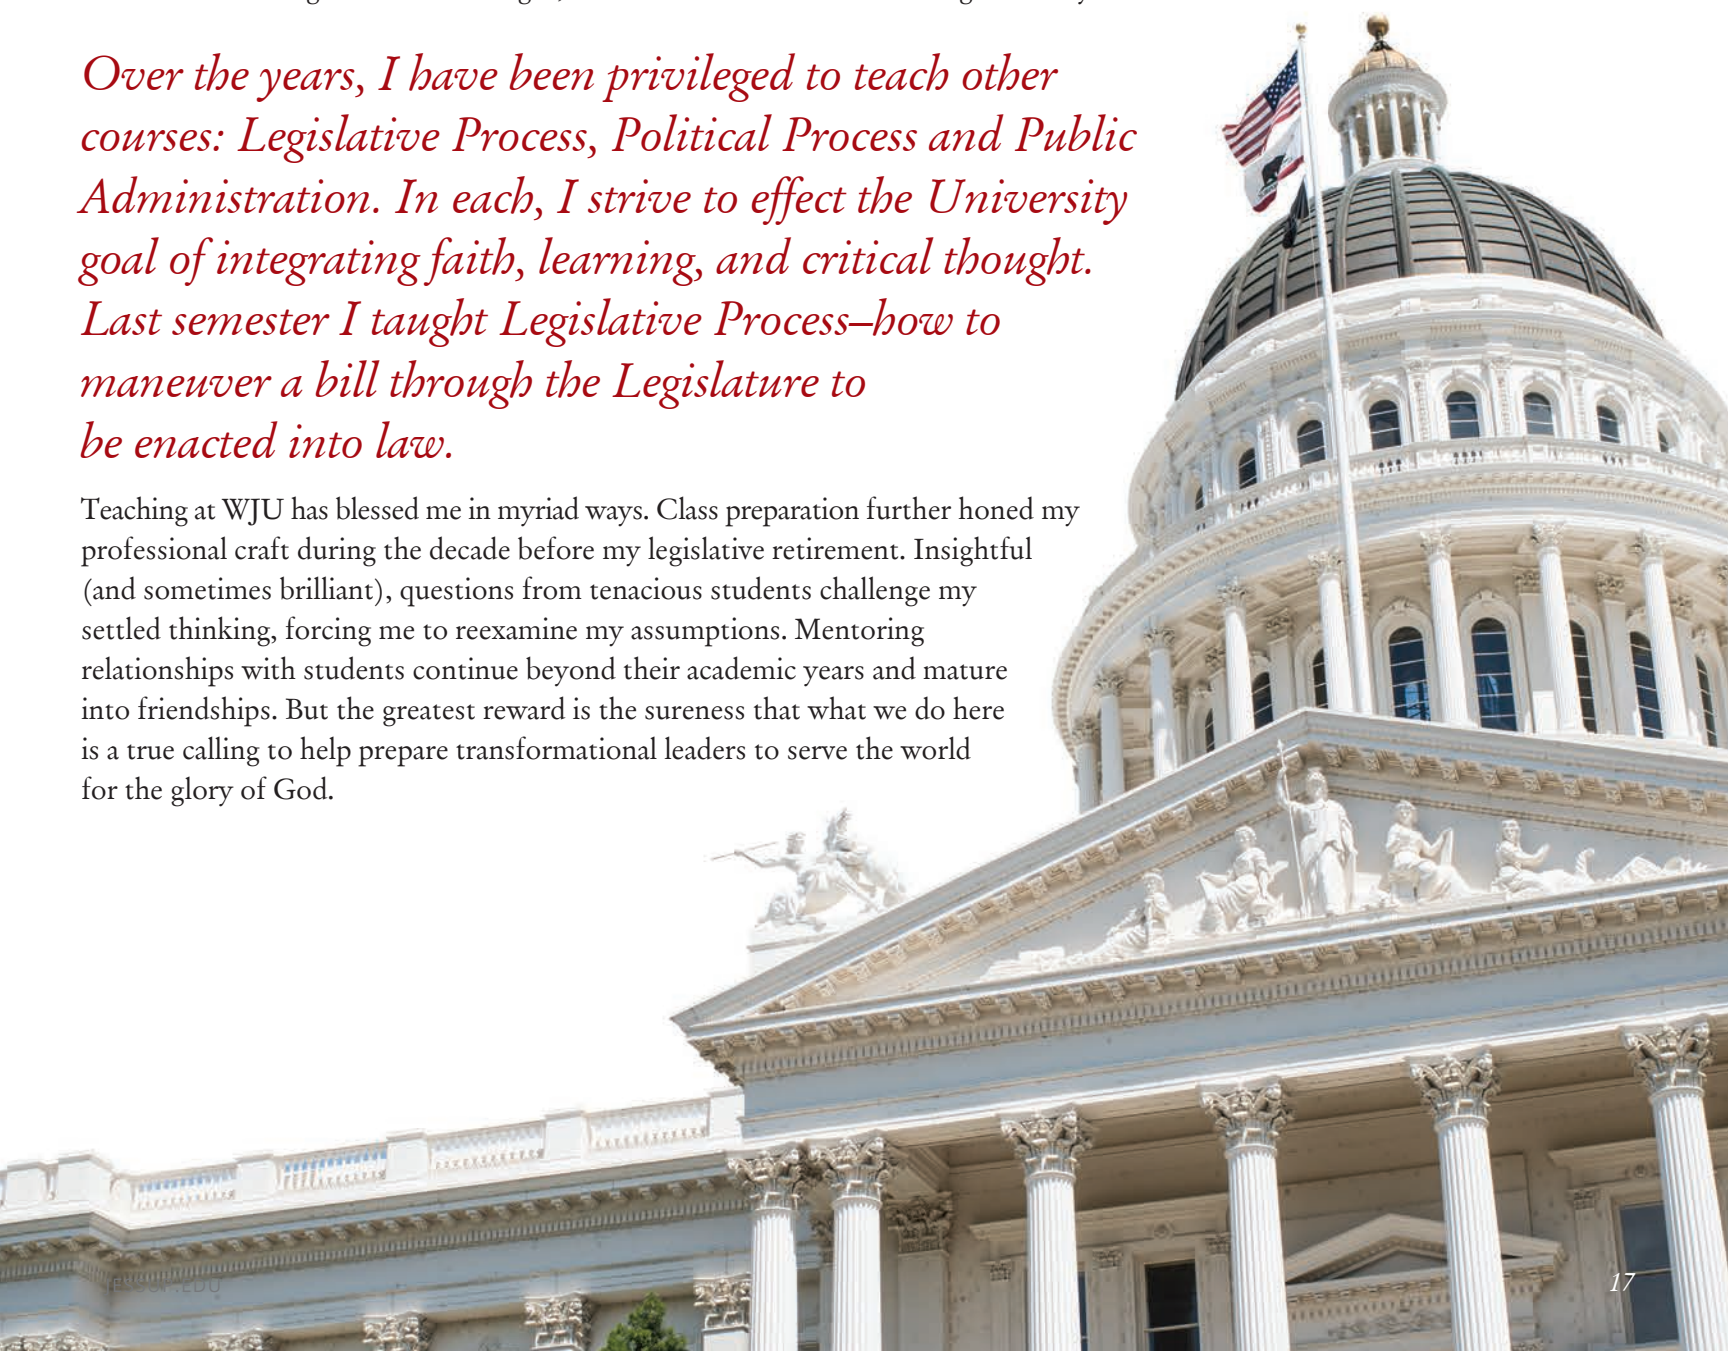 Over the years, I have been privileged to teach other
courses: Legislative Process, Political Process and Public
Administration. In each, I strive to effect the University
goal of integrating faith, learning, and critical thought.
Last semester I taught Legislative Process–how to
maneuver a bill through the Legislature to
be enacted into law.
Teaching at WJU has blessed me in myriad ways. Class preparation further honed my
professional craft during the decade before my legislative retirement. Insightful
(and sometimes brilliant), questions from tenacious students challenge my
settled thinking, forcing me to reexamine my assumptions. Mentoring
relationships with students continue beyond their academic years and mature
into friendships. But the greatest reward is the sureness that what we do here
is a true calling to help prepare transformational leaders to serve the world
for the glory of God.
JESSUP.EDU
17